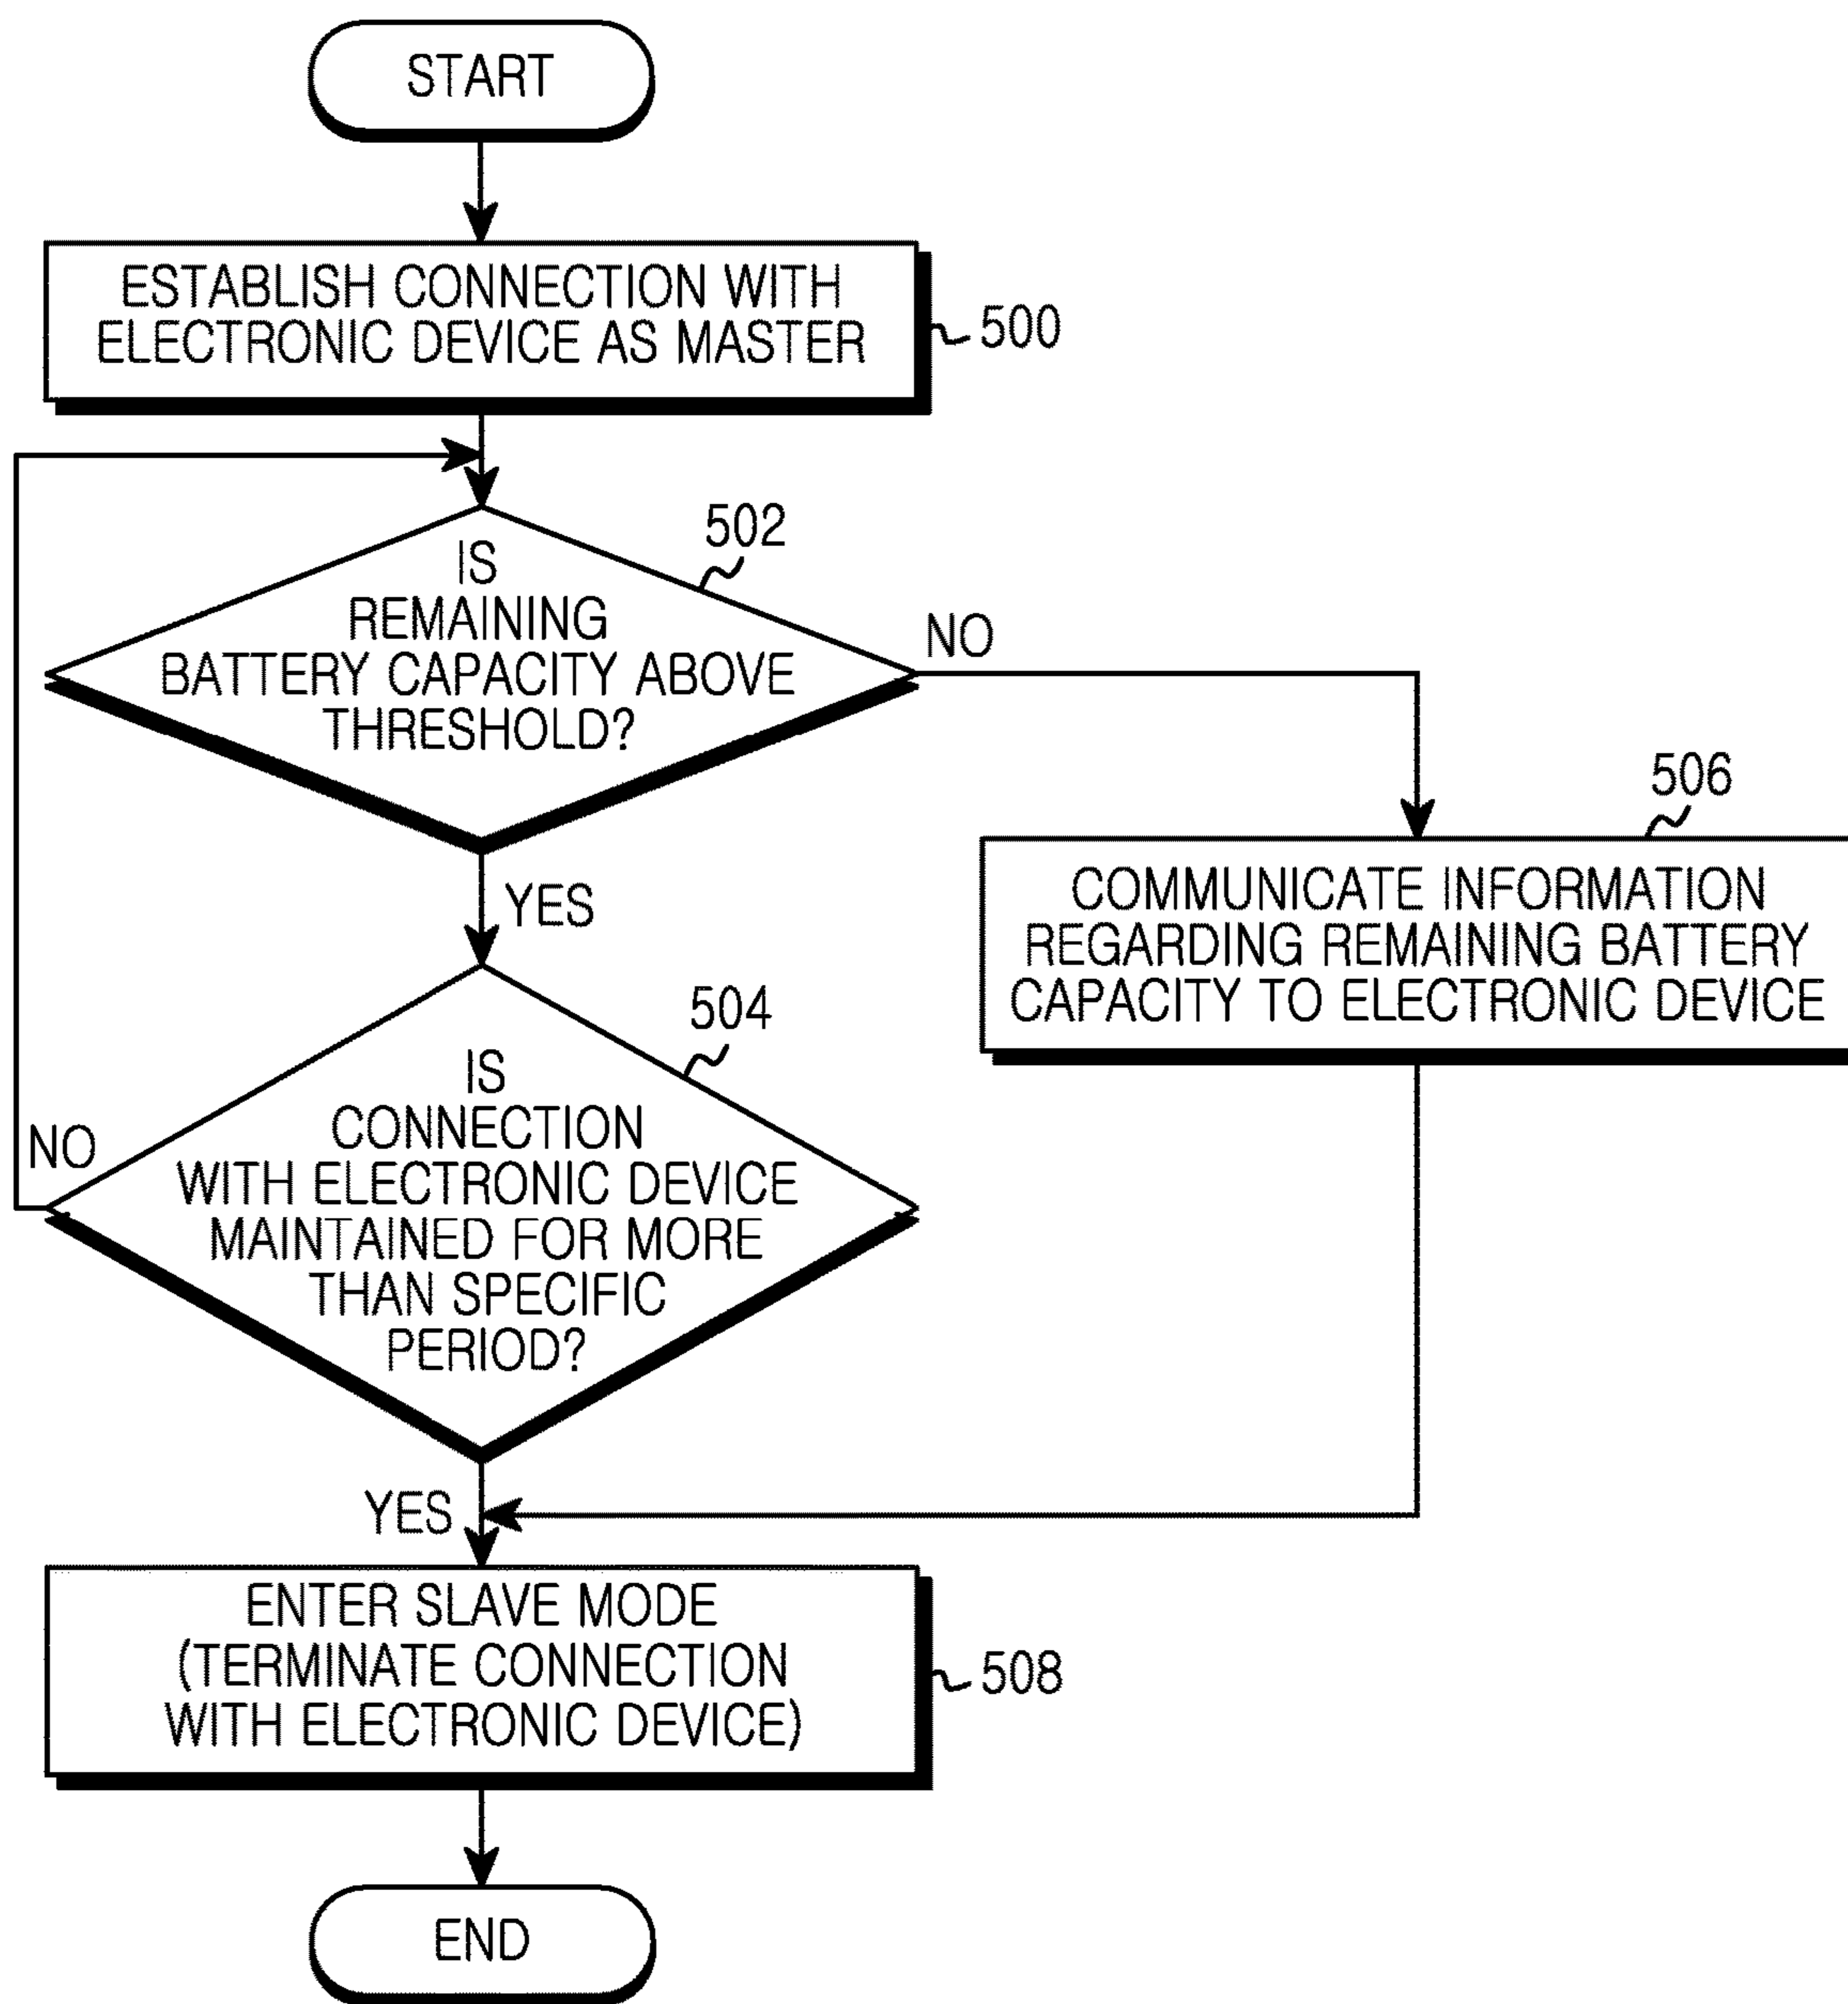 START
ESTABLISH CONNECTION WITH
ELECTRONIC DEVICE AS MASTER
500
502
IS
REMAINING
BATTERY CAPACITY ABOVE
THRESHOLD?
NO
YES
506
COMMUNICATE INFORMATION
REGARDING REMAINING BATTERY
CAPACITY TO ELECTRONIC DEVICE
504
IS
CONNECTION
WITH ELECTRONIC DEVICE
MAINTAINED FOR MORE
THAN SPECIFIC
PERIOD?
NO
YES
ENTER SLAVE MODE
(TERMINATE CONNECTION
WITH ELECTRONIC DEVICE)
508
END